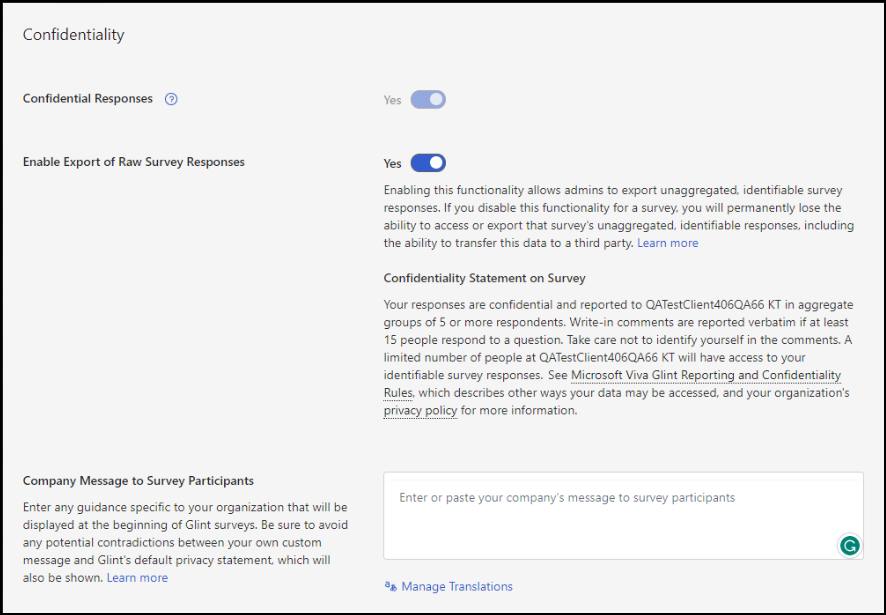 Confidentiality
Confidential Responses ?
Yes
Enable Export of Raw Survey Responses
Yes
Enabling this functionality allows admins to export unaggregated, identifiable survey
responses. If you disable this functionality for a survey, you will permanently lose the
ability to access or export that survey's unaggregated, identifiable responses, including
the ability to transfer this data to a third party. Learn more
Confidentiality Statement on Survey
Your responses are confidential and reported to QATestClient406QA66 KT in aggregate
groups of 5 or more respondents. Write-in comments are reported verbatim if at least
15 people respond to a question. Take care not to identify yourself in the comments. A
limited number of people at QATestClient406QA66 KT will have access to your
identifiable survey responses. See Microsoft Viva Glint Reporting and Confidentiality
Rules, which describes other ways your data may be accessed, and your organization's
privacy policy for more information.
Company Message to Survey Participants
Enter any guidance specific to your organization that will be
displayed at the beginning of Glint surveys. Be sure to avoid
any potential contradictions between your own custom
message and Glint's default privacy statement, which will
also be shown. Learn more
Enter or paste your company's message to survey participants
Manage Translations